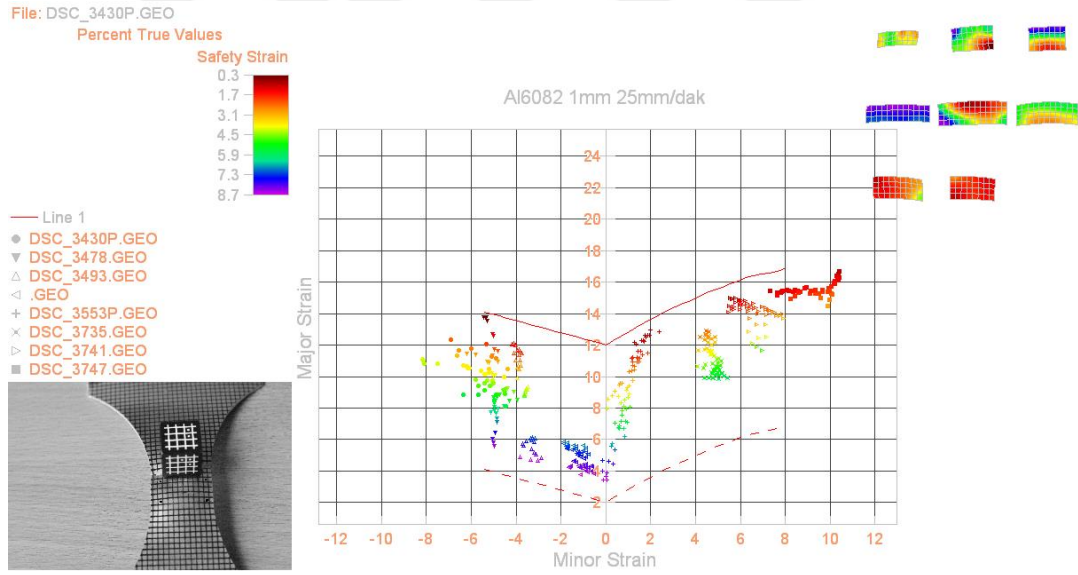 File: DSC_3430P.GEO
Percent True Values
Safety Strain
0.3
1.7
3.1
4.5
5.9
7.3
8.7
Line 1
DSC_3430P.GEO
DSC_3478.GEO
DSC_3493.GEO
.GEO
DSC_3553P.GEO
DSC_3735.GEO
DSC_3741.GEO
DSC_3747.GEO
Al6082 1mm 25mm/dak
Major Strain
24
22
20
18
16
14
12
10
8
6
4
2
-12 -10 -8 -6 -4 -2 0 2 4 6 8 10 12
Minor Strain